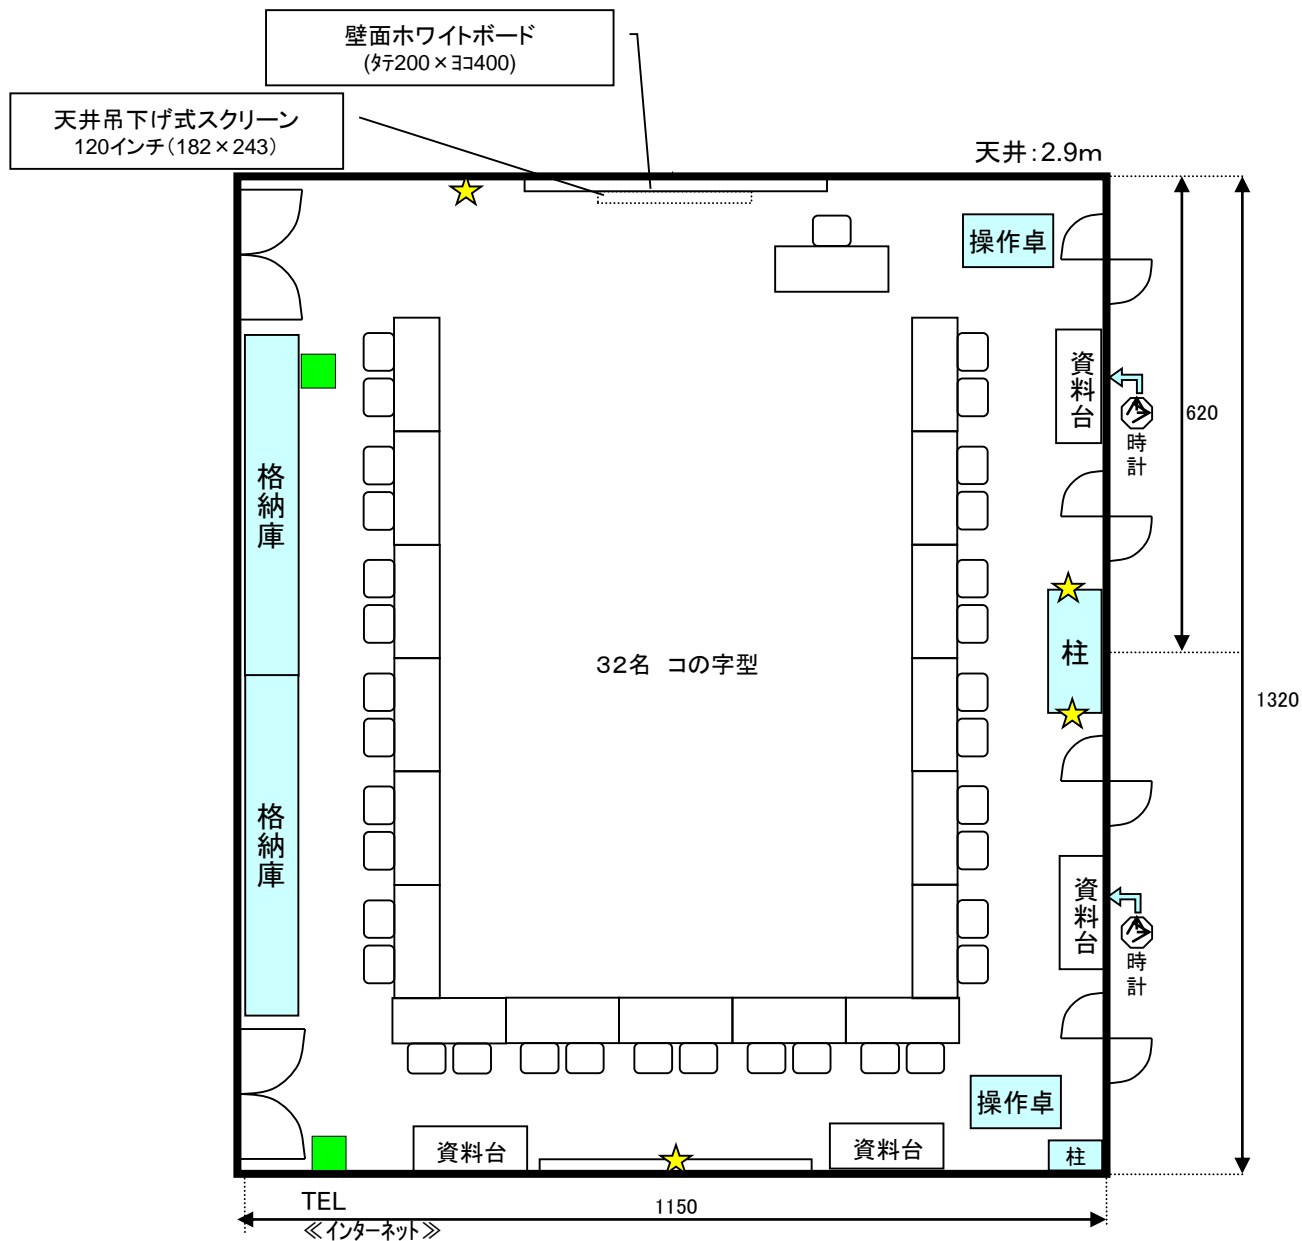 壁面ホワイトボード
(ﾀﾃ200×ﾖｺ400)
天井吊下げ式スクリーン
120インチ（182×243）
天井：2.9ｍ
操作卓
資料台
時計
620
格納庫
32名　コの字型
柱
1320
格納庫
資料台
時計
操作卓
資料台
資料台
柱
TEL
1150
≪インターネット≫